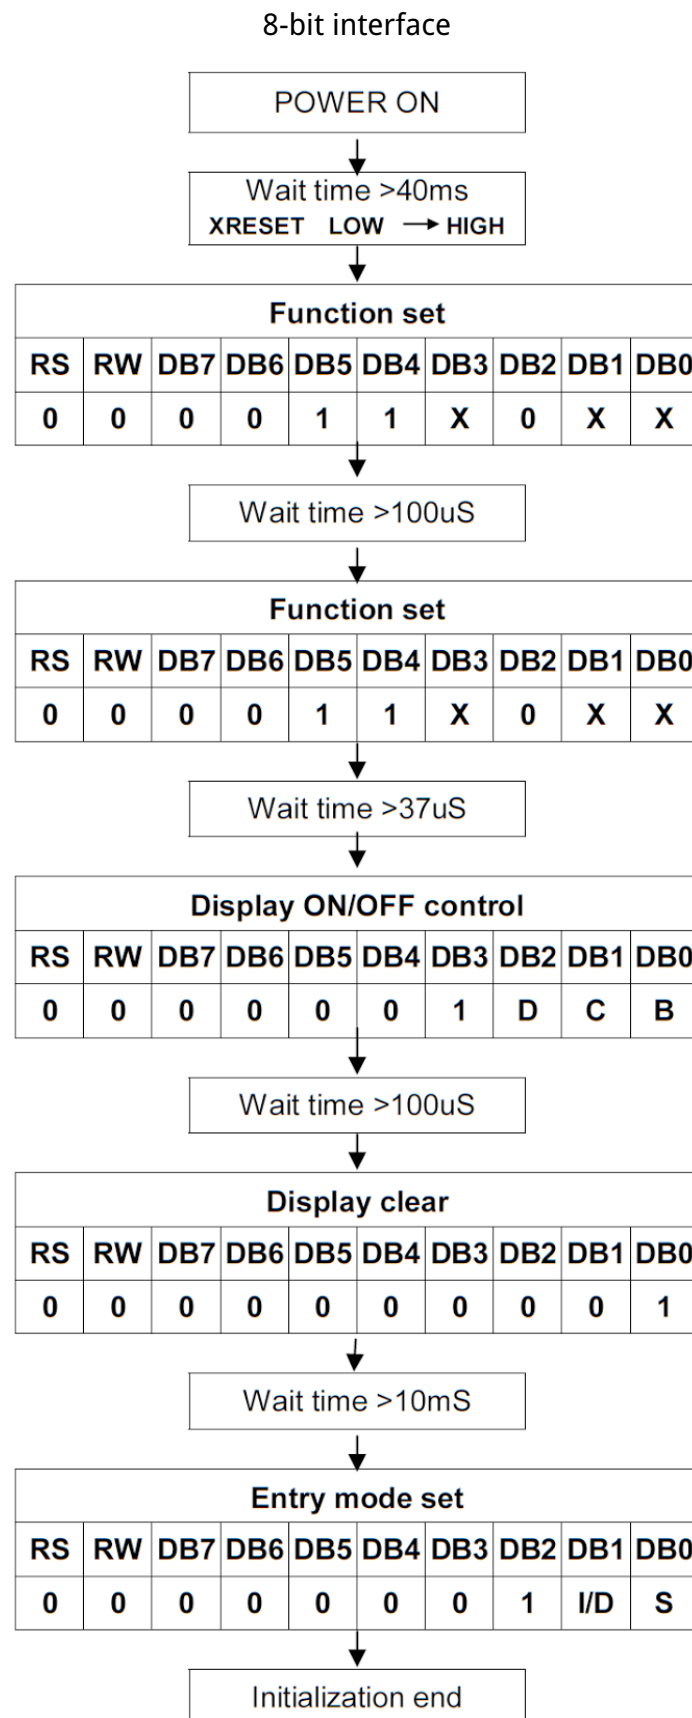 8-bit interface
POWER ON
Wait time >40ms
XRESET LOW → HIGH
Function set
RS RW DB7 DB6 DB5 DB4 DB3 DB2 DB1 DB0
0 0 0 0 1 1 X 0 X X
Wait time >100uS
Function set
RS RW DB7 DB6 DB5 DB4 DB3 DB2 DB1 DB0
0 0 0 0 1 1 X 0 X X
Wait time >37uS
Display ON/OFF control
RS RW DB7 DB6 DB5 DB4 DB3 DB2 DB1 DB0
0 0 0 0 0 0 1 D C B
Wait time >100uS
Display clear
RS RW DB7 DB6 DB5 DB4 DB3 DB2 DB1 DB0
0 0 0 0 0 0 0 0 0 1
Wait time >10mS
Entry mode set
RS RW DB7 DB6 DB5 DB4 DB3 DB2 DB1 DB0
0 0 0 0 0 0 0 1 I/D S
Initialization end